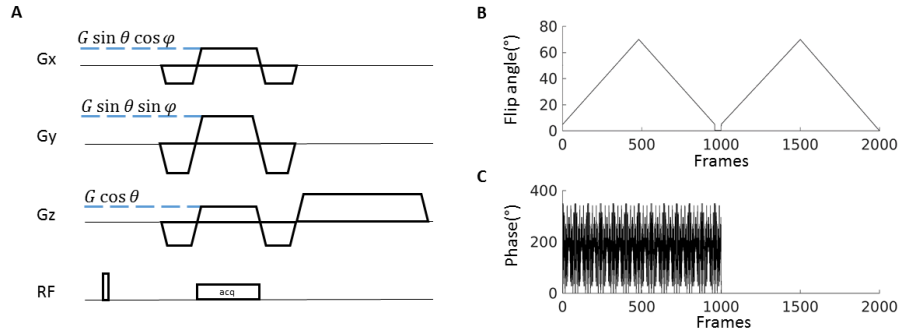 A
G sin θ cos φ
Gx
G sin θ sin φ
Gy
G cos θ
Gz
RF
acq
B
Flip angle(°)
80
60
40
20
0
0 500 1000 1500 2000
Frames
C
Phase(°)
400
200
0
0 500 1000 1500 2000
Frames